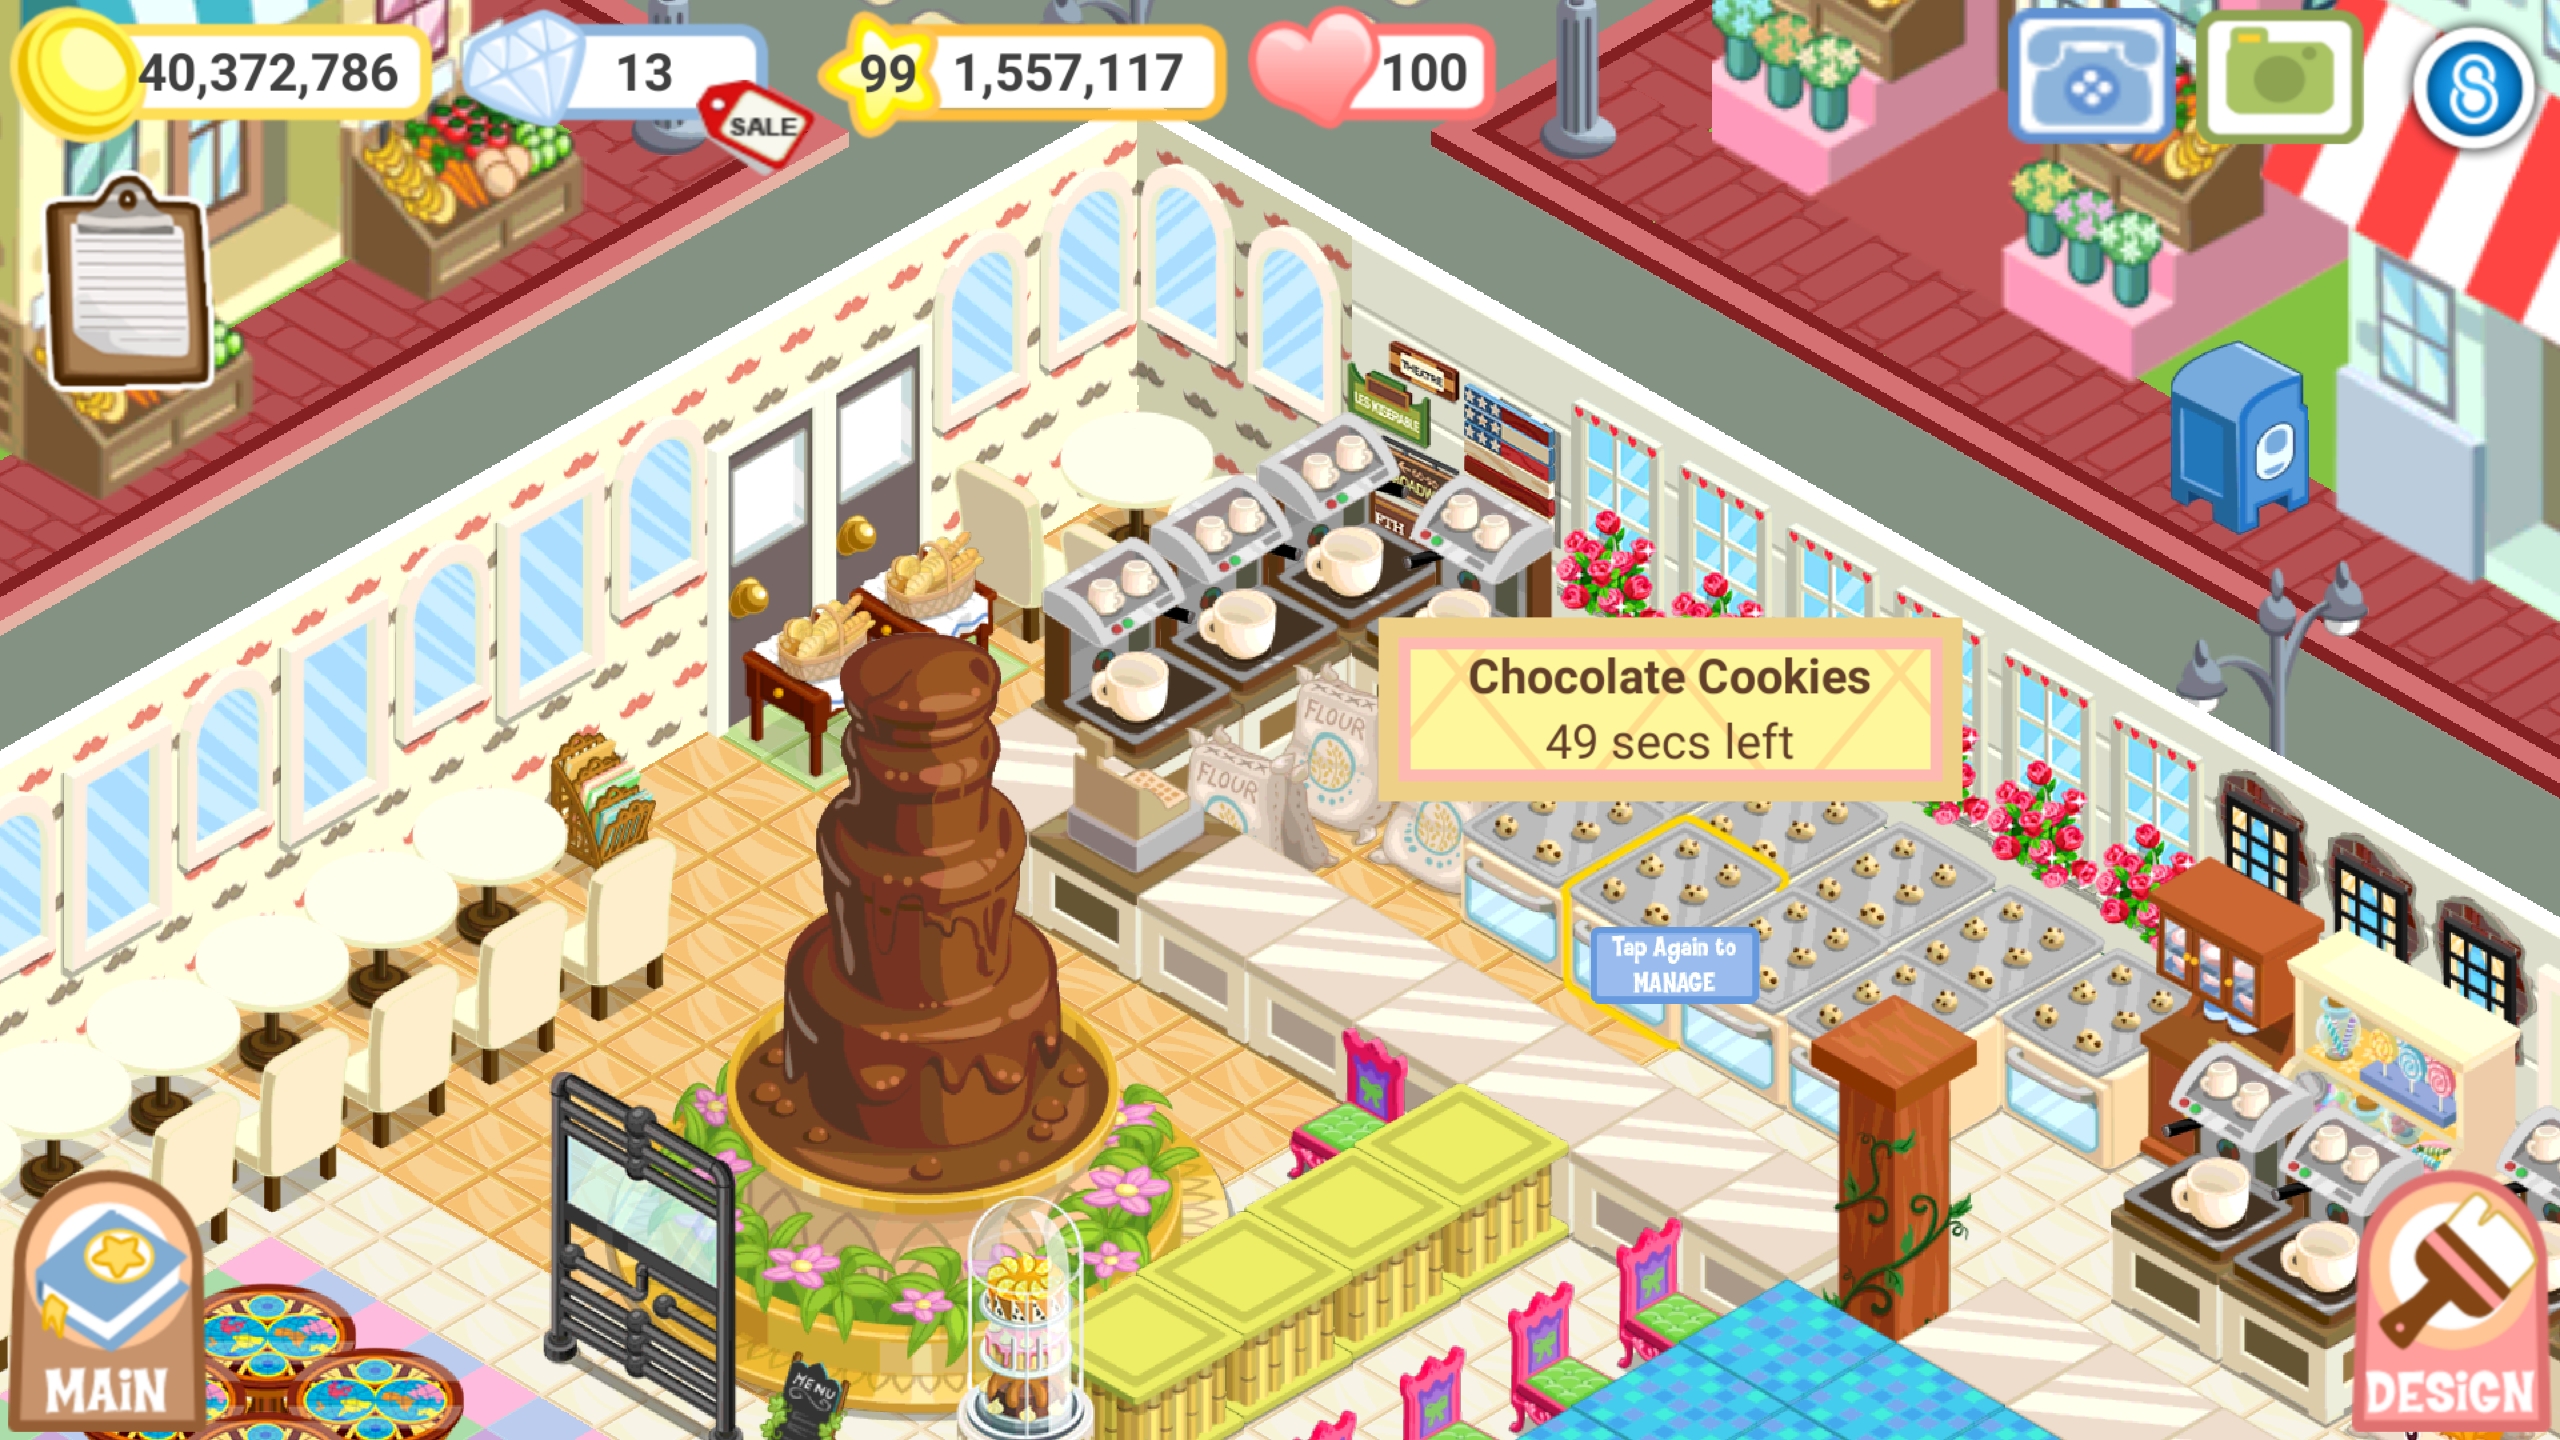 40,372,786
13
SALE
99
1,557,117
100
THEATRE
LES MISERABLE
FLOUR
FLOUR
Chocolate Cookies
49 secs left
Tap Again to
MANAGE
MENU
MAiN
DESiGN